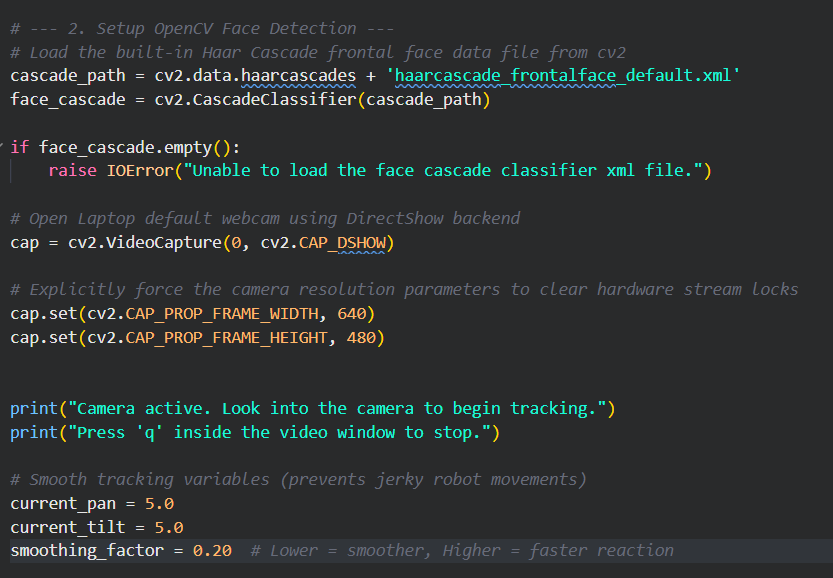 # --- 2. Setup OpenCV Face Detection ---
# Load the built-in Haar Cascade frontal face data file from cv2
cascade_path = cv2.data.haarcascades + 'haarcascade_frontalface_default.xml'
face_cascade = cv2.CascadeClassifier(cascade_path)
if face_cascade.empty():
    raise IOError("Unable to load the face cascade classifier xml file.")
# Open Laptop default webcam using DirectShow backend
cap = cv2.VideoCapture(0, cv2.CAP_DSHOW)
# Explicitly force the camera resolution parameters to clear hardware stream locks
cap.set(cv2.CAP_PROP_FRAME_WIDTH, 640)
cap.set(cv2.CAP_PROP_FRAME_HEIGHT, 480)
print("Camera active. Look into the camera to begin tracking.")
print("Press 'q' inside the video window to stop.")
# Smooth tracking variables (prevents jerky robot movements)
current_pan = 5.0
current_tilt = 5.0
smoothing_factor = 0.20  # Lower = smoother, Higher = faster reaction